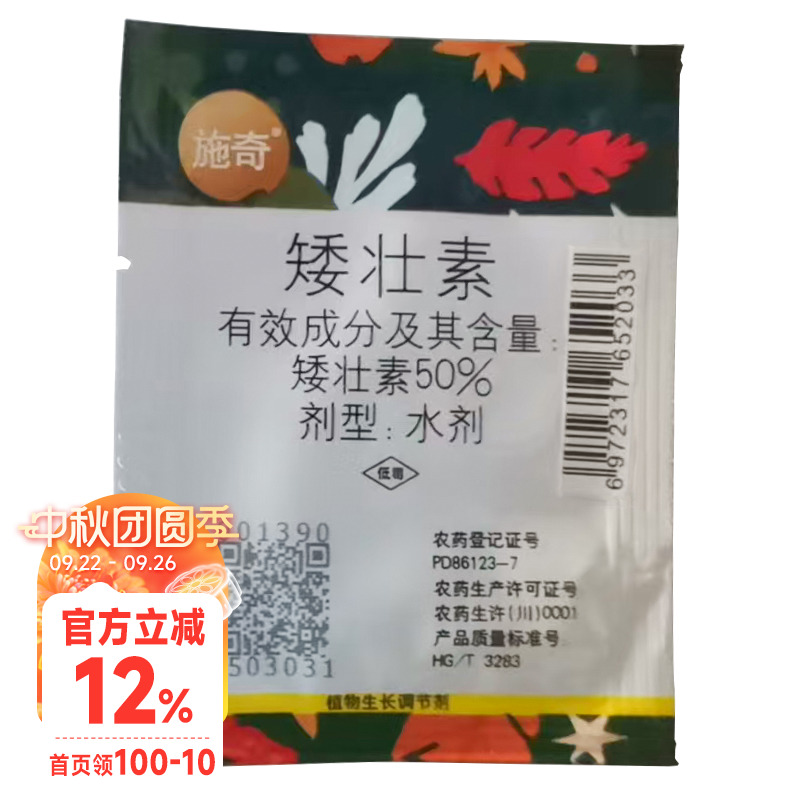 施奇®
矮壮素
有效成分及其含量:
矮壮素50%
剂型:水剂
低毒
6972317652033
01390
503031
农药登记证号
PD86123-7
农药生产许可证号
农药生许(川)0001
产品质量标准号
HG/T 3283
植物生长调节剂
中秋团圆季
09.22 - 09.26
官方立减
12%
首页领100-10